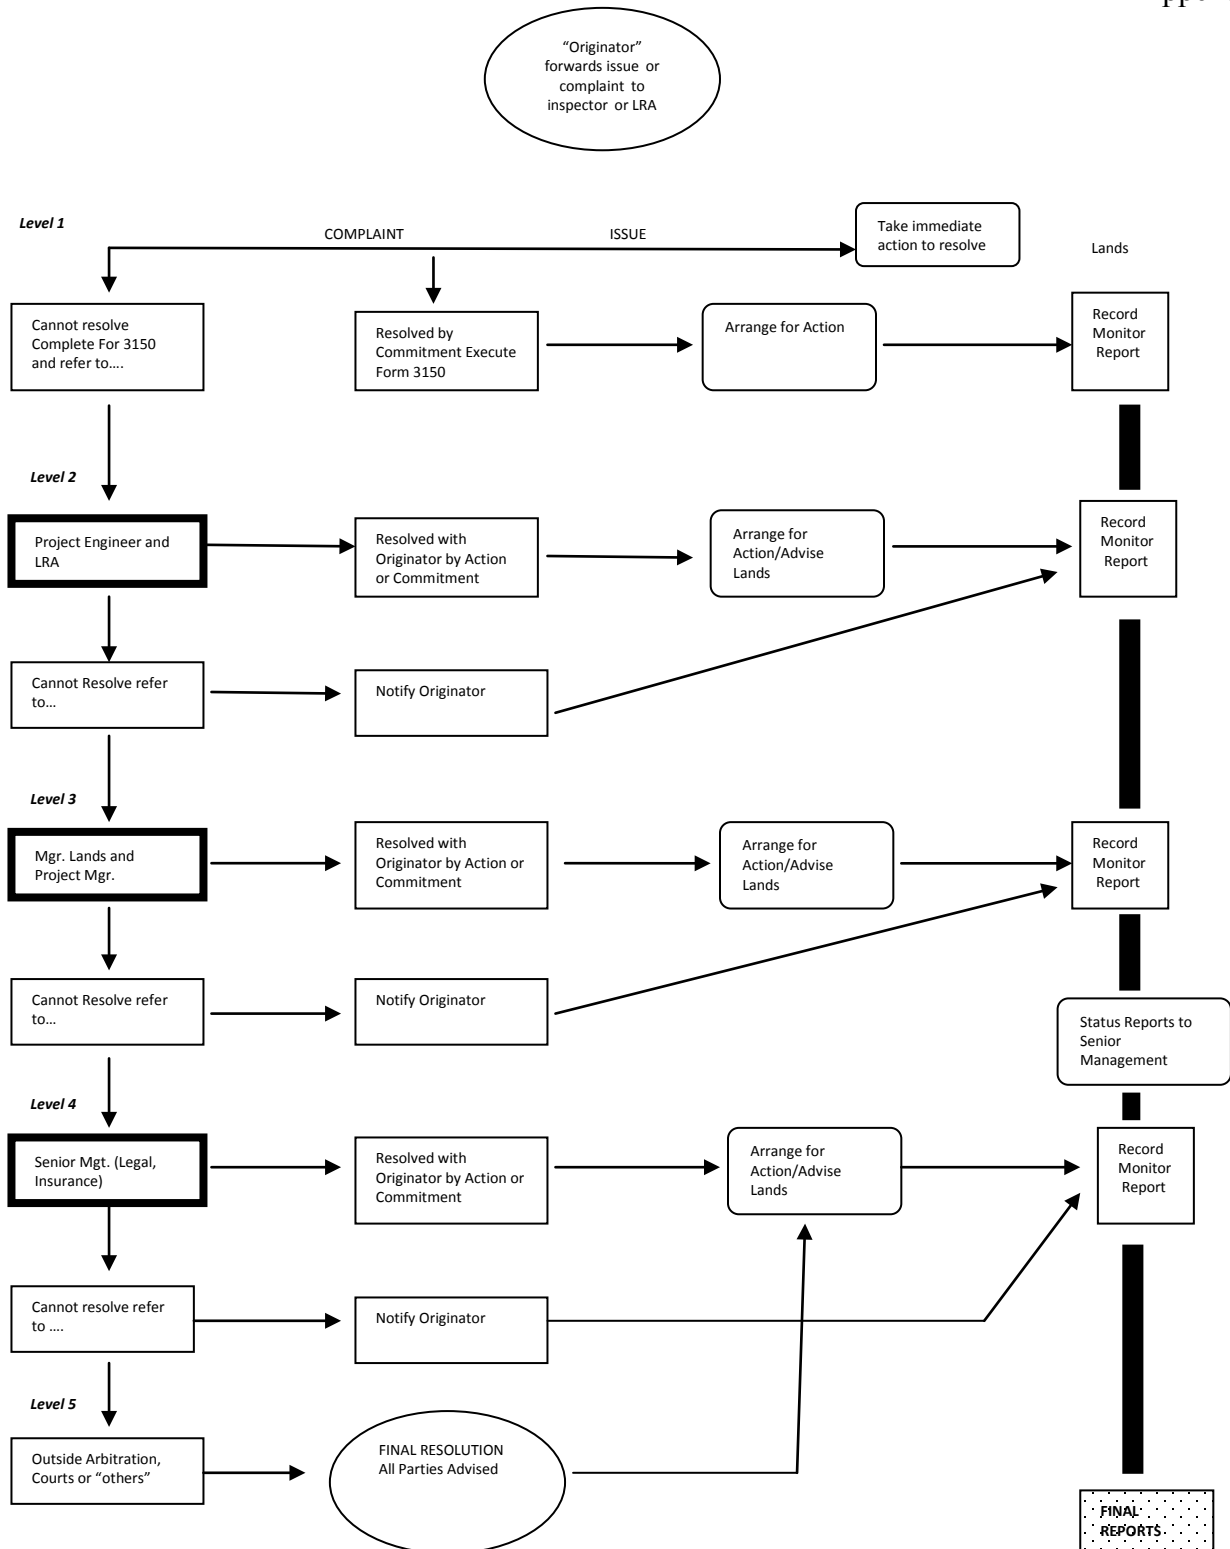 "Originator"
forwards issue or
complaint to
inspector or LRA
Level 1
COMPLAINT
ISSUE
Take immediate
action to resolve
Lands
Cannot resolve
Complete For 3150
and refer to....
Resolved by
Commitment Execute
Form 3150
Arrange for Action
Record
Monitor
Report
Level 2
Project Engineer and
LRA
Resolved with
Originator by Action
or Commitment
Arrange for
Action/Advise
Lands
Record
Monitor
Report
Cannot Resolve refer
to…
Notify Originator
Level 3
Mgr. Lands and
Project Mgr.
Resolved with
Originator by Action or
Commitment
Arrange for
Action/Advise
Lands
Record
Monitor
Report
Cannot Resolve refer
to…
Notify Originator
Status Reports to
Senior
Management
Level 4
Senior Mgt. (Legal,
Insurance)
Resolved with
Originator by Action or
Commitment
Arrange for
Action/Advise
Lands
Record
Monitor
Report
Cannot resolve refer
to ....
Notify Originator
Level 5
Outside Arbitration,
Courts or "others"
FINAL RESOLUTION
All Parties Advised
FINAL
REPORTS